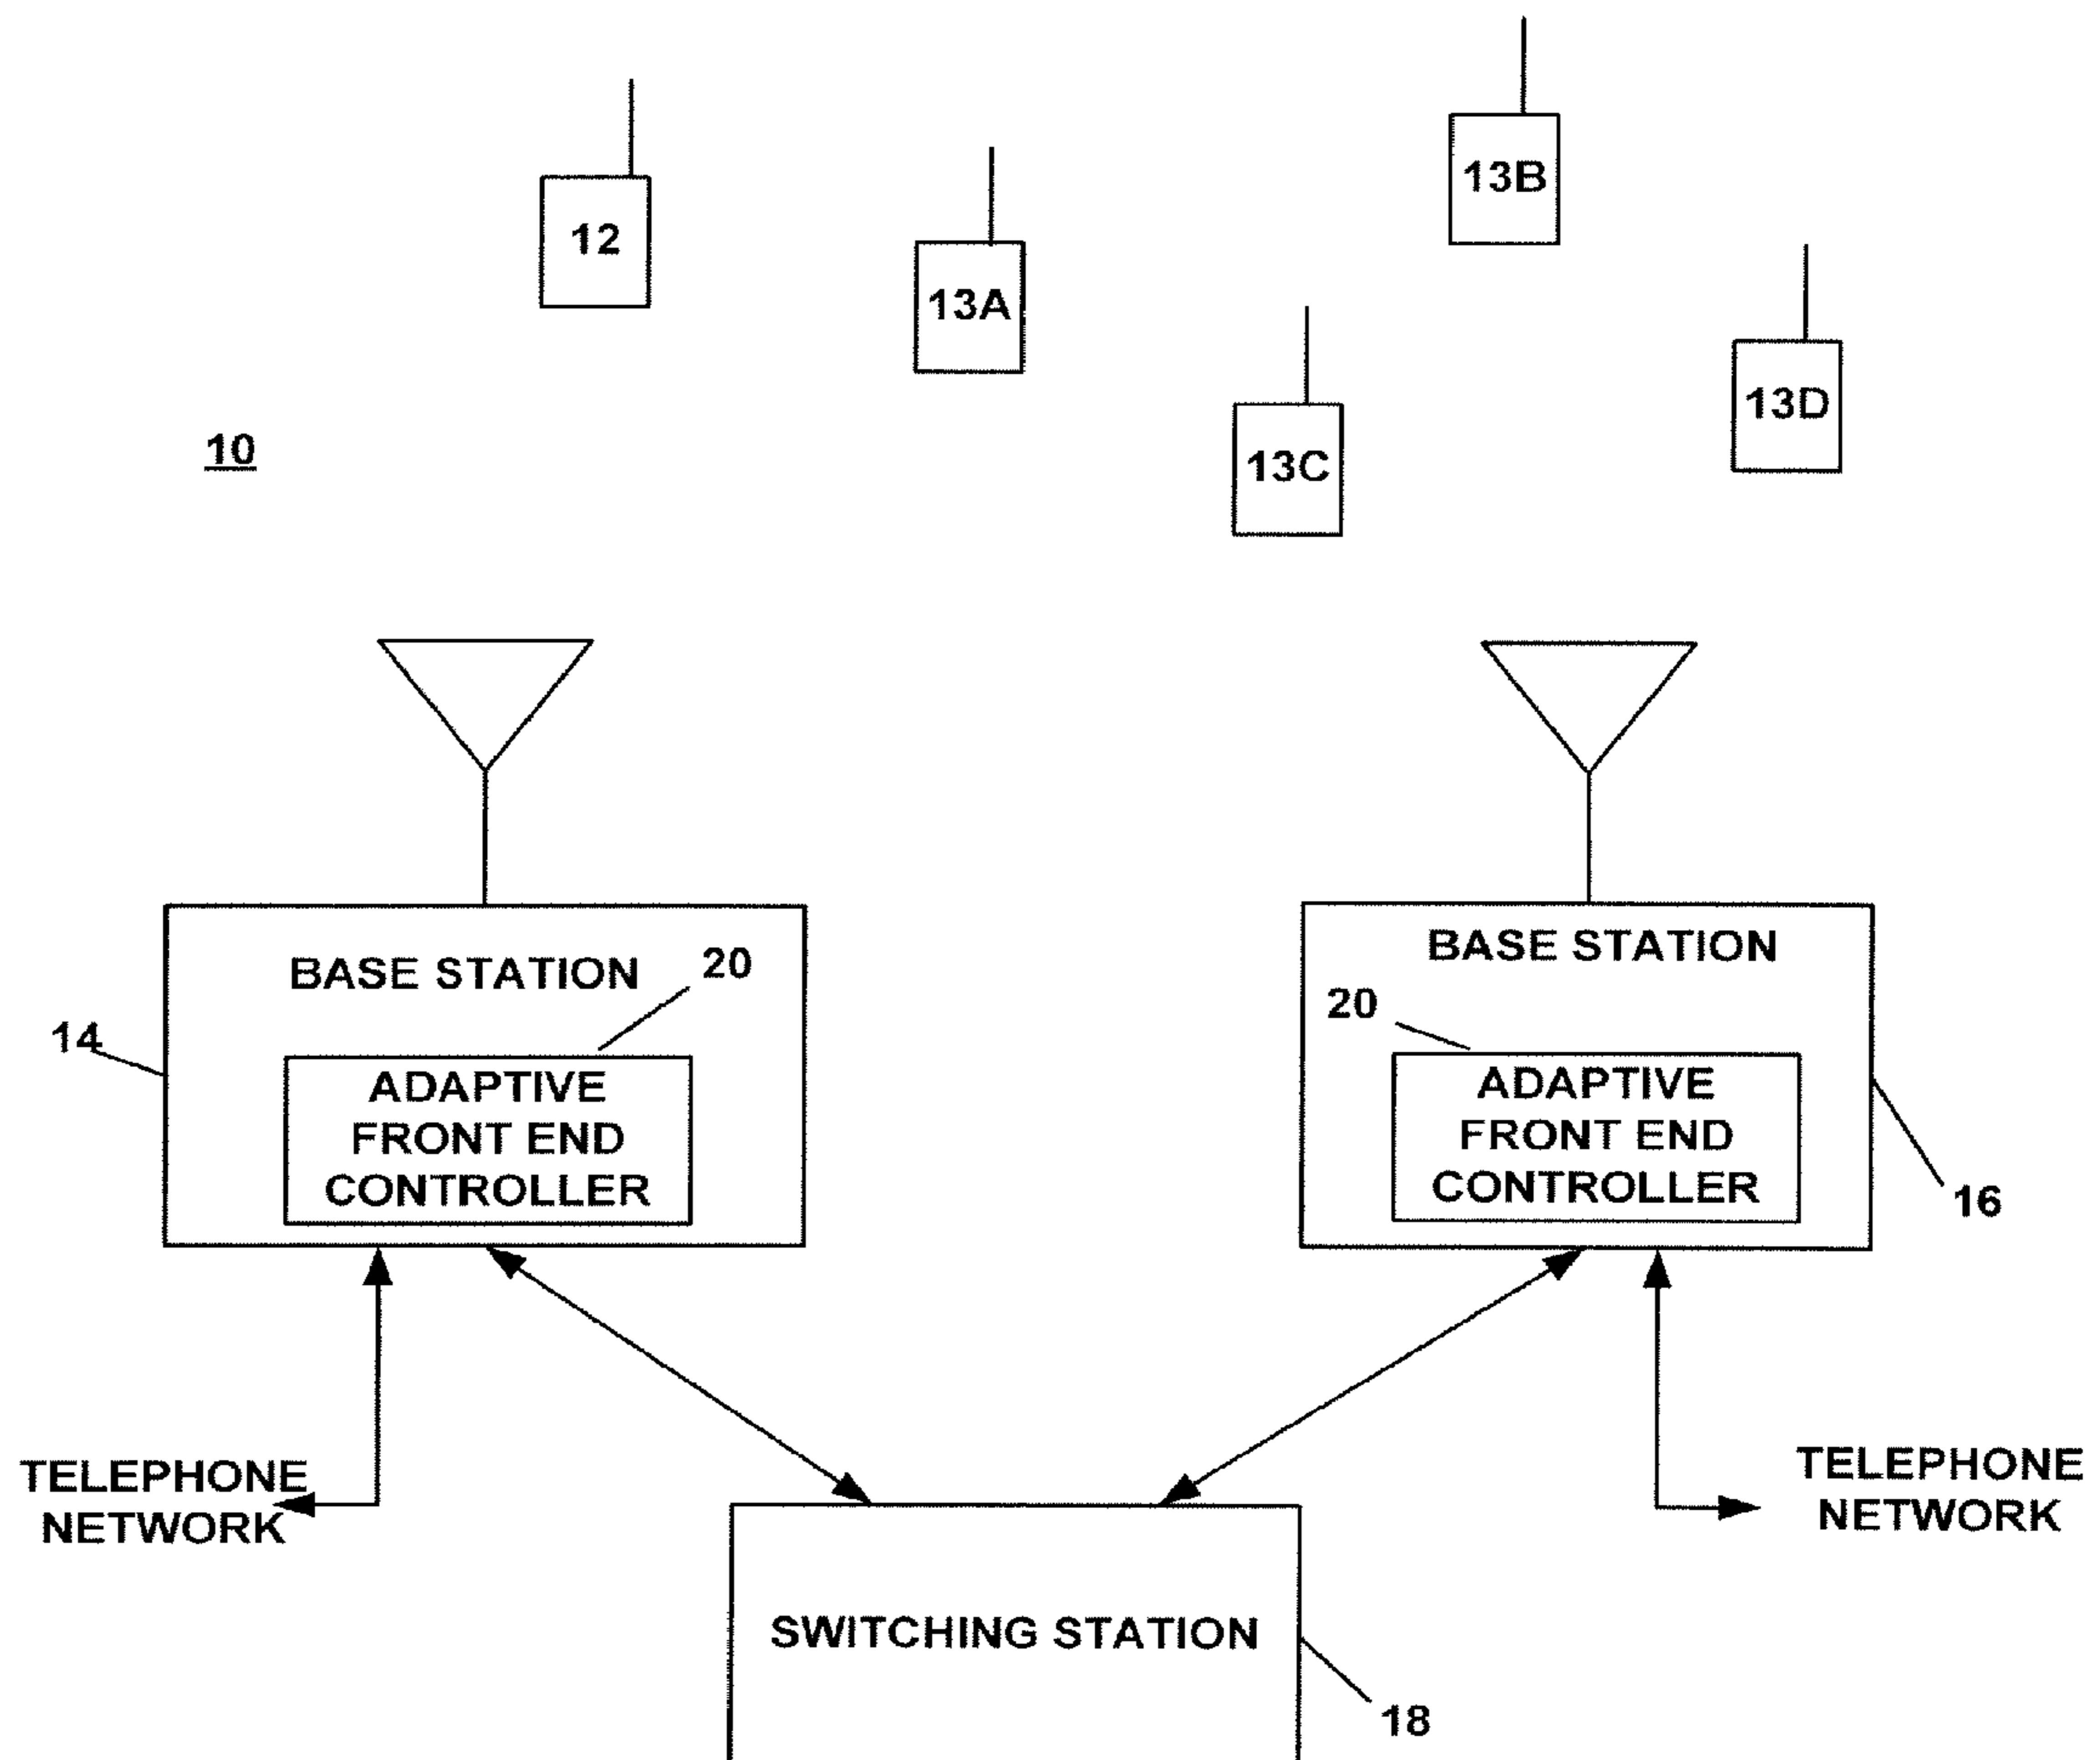 13B
12
13A
13D
10
13C
BASE STATION
20
14
ADAPTIVE
FRONT END
CONTROLLER
BASE STATION
20
ADAPTIVE
FRONT END
CONTROLLER
16
TELEPHONE
NETWORK
TELEPHONE
NETWORK
SWITCHING STATION
18